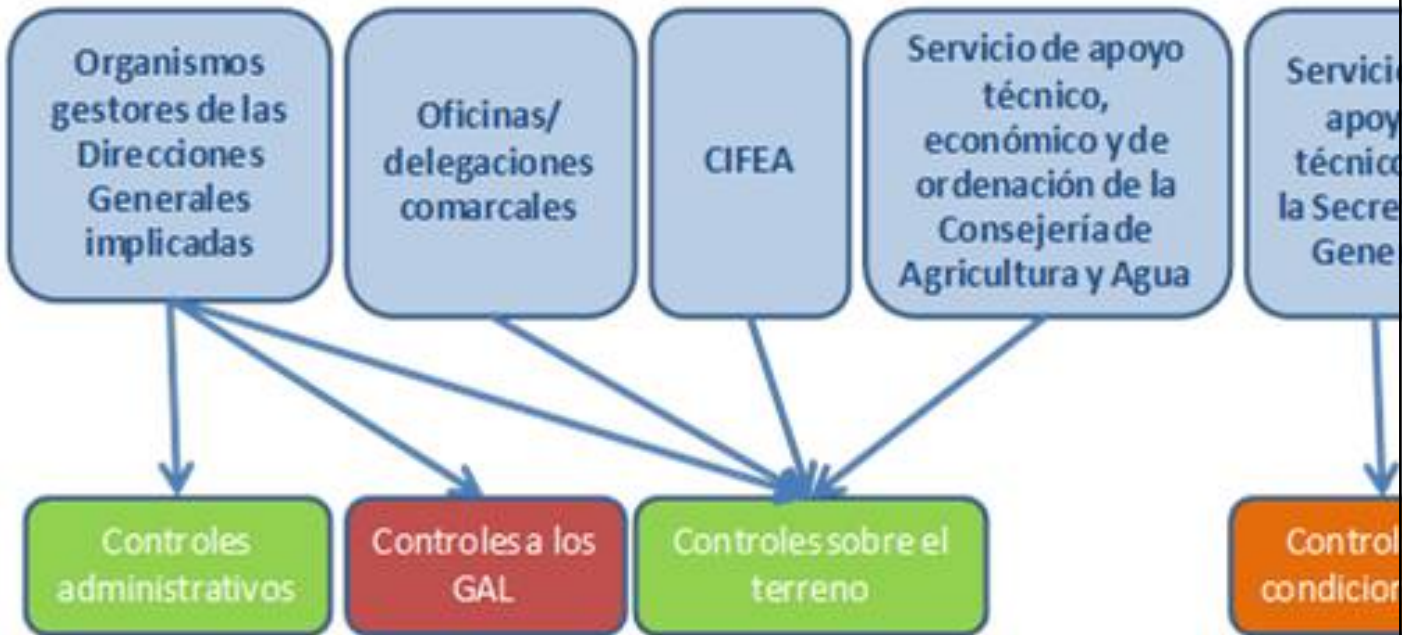 Organismos
gestores de las
Direcciones
Generales
implicadas
Oficinas/
delegaciones
comarcales
CIFEA
Servicio de apoyo
técnico,
económico y de
ordenación de la
Consejería de
Agricultura y Agua
la
Controles
administrativos
Controles a los
GAL
Controles sobre el
terreno